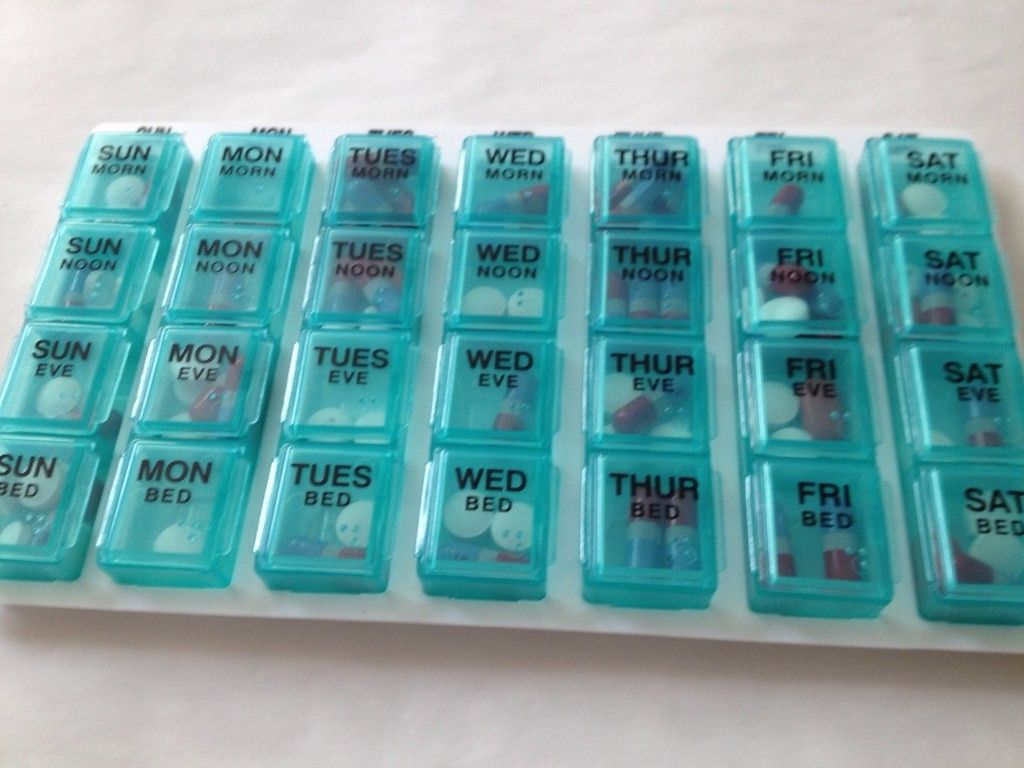 SUN MON TUES WED THUR FRI SAT
MORN MORN MORN MORN MORN MORN MORN
SUN MON TUES WED THUR FRI SAT
NOON NOON NOON NOON NOON NOON NOON
SUN MON TUES WED THUR FRI SAT
EVE EVE EVE EVE EVE EVE EVE
SUN MON TUES WED THUR FRI SAT
BED BED BED BED BED BED BED